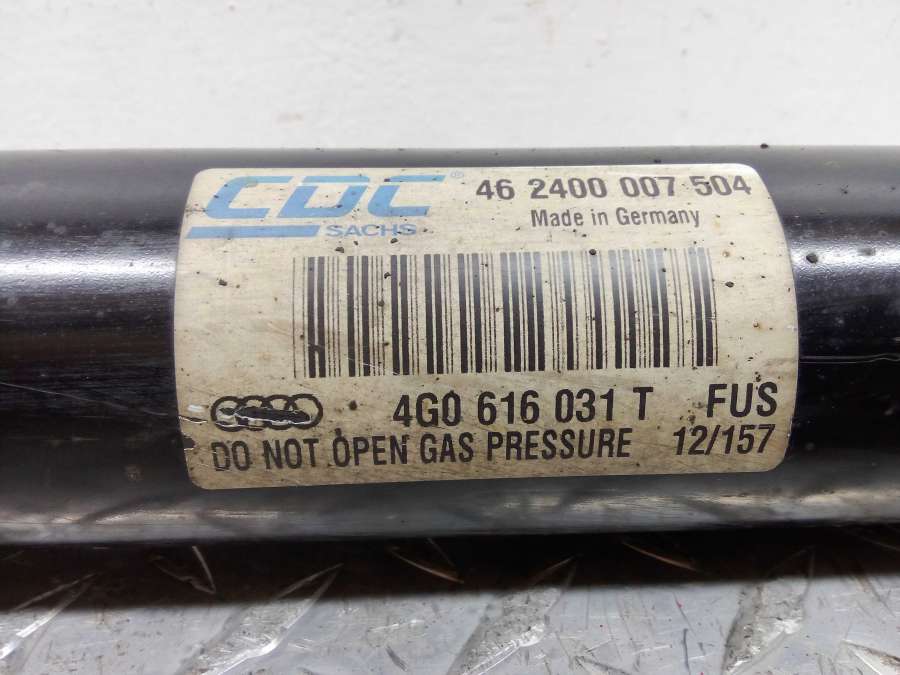 CDC® 46 2400 007 504
SACHS Made in Germany
4G0 616 031 T FUS
DO NOT OPEN GAS PRESSURE 12/157